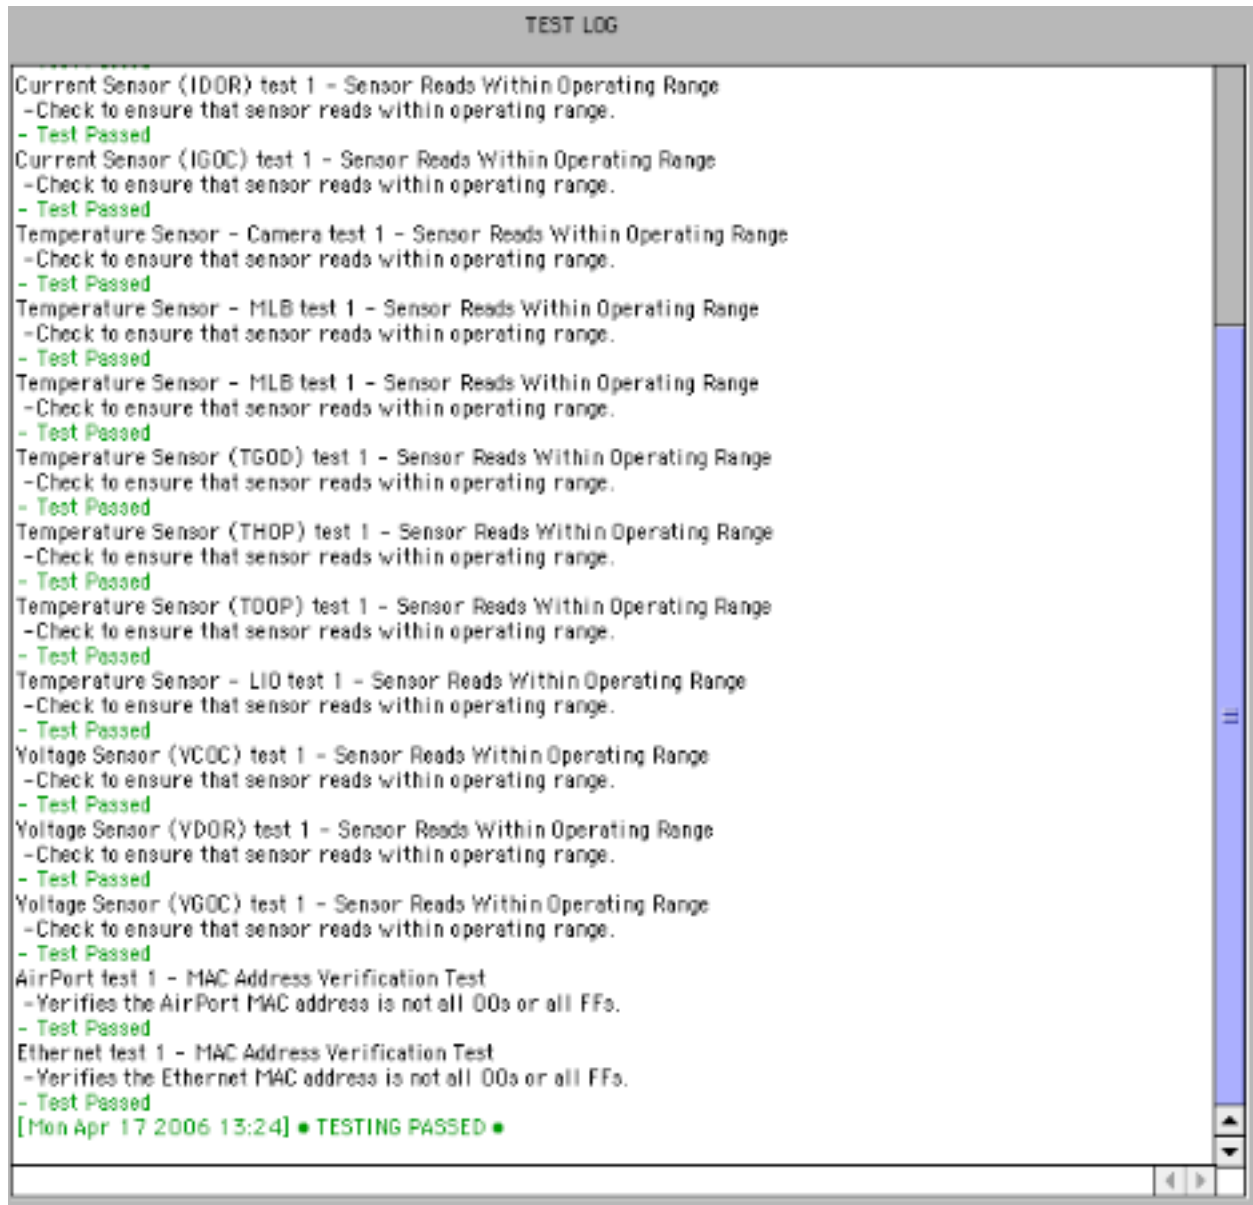 TEST LOG
Current Sensor (ID0R) test 1 - Sensor Reads Within Operating Range
-Check to ensure that sensor reads within operating range.
- Test Passed
Current Sensor (IG0C) test 1 - Sensor Reads Within Operating Range
-Check to ensure that sensor reads within operating range.
- Test Passed
Temperature Sensor - Camera test 1 - Sensor Reads Within Operating Range
-Check to ensure that sensor reads within operating range.
- Test Passed
Temperature Sensor - MLB test 1 - Sensor Reads Within Operating Range
-Check to ensure that sensor reads within operating range.
- Test Passed
Temperature Sensor - MLB test 1 - Sensor Reads Within Operating Range
-Check to ensure that sensor reads within operating range.
- Test Passed
Temperature Sensor (TG0D) test 1 - Sensor Reads Within Operating Range
-Check to ensure that sensor reads within operating range.
- Test Passed
Temperature Sensor (TH0P) test 1 - Sensor Reads Within Operating Range
-Check to ensure that sensor reads within operating range.
- Test Passed
Temperature Sensor (TO0P) test 1 - Sensor Reads Within Operating Range
-Check to ensure that sensor reads within operating range.
- Test Passed
Temperature Sensor - LIO test 1 - Sensor Reads Within Operating Range
-Check to ensure that sensor reads within operating range.
- Test Passed
Voltage Sensor (VC0C) test 1 - Sensor Reads Within Operating Range
-Check to ensure that sensor reads within operating range.
- Test Passed
Voltage Sensor (VD0R) test 1 - Sensor Reads Within Operating Range
-Check to ensure that sensor reads within operating range.
- Test Passed
Voltage Sensor (VG0C) test 1 - Sensor Reads Within Operating Range
-Check to ensure that sensor reads within operating range.
- Test Passed
AirPort test 1 - MAC Address Verification Test
-Verifies the AirPort MAC address is not all 00s or all FFs.
- Test Passed
Ethernet test 1 - MAC Address Verification Test
-Verifies the Ethernet MAC address is not all 00s or all FFs.
- Test Passed
[Mon Apr 17 2006 13:24] • TESTING PASSED •